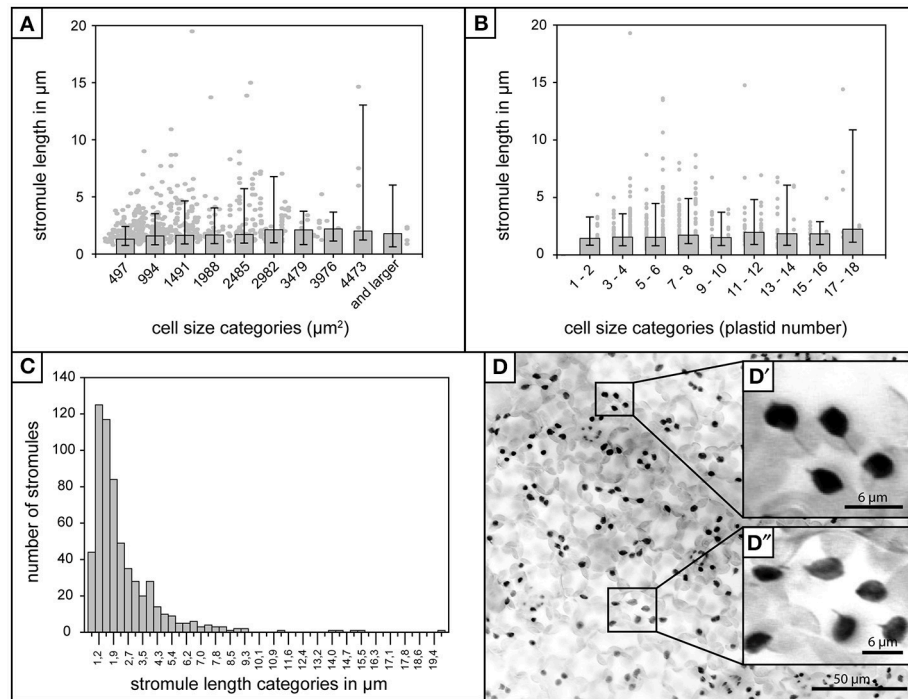 A
20
15
10
5
0
stromule length in µm
497
994
1491
1988
2485
2982
3479
3976
4473
and larger
cell size categories (µm²)
B
20
15
10
5
0
stromule length in µm
1 - 2
3 - 4
5 - 6
7 - 8
9 - 10
11 - 12
13 - 14
15 - 16
17 - 18
cell size categories (plastid number)
C
140
120
100
80
60
40
20
0
number of stromules
1,2
1,9
2,7
3,5
4,3
5,4
6,2
7,0
7,8
8,5
9,3
10,1
10,9
11,6
12,4
13,2
14,0
14,7
15,5
16,3
17,1
17,8
18,6
19,4
stromule length categories in µm
D
D′
6 µm
D″
6 µm
50 µm